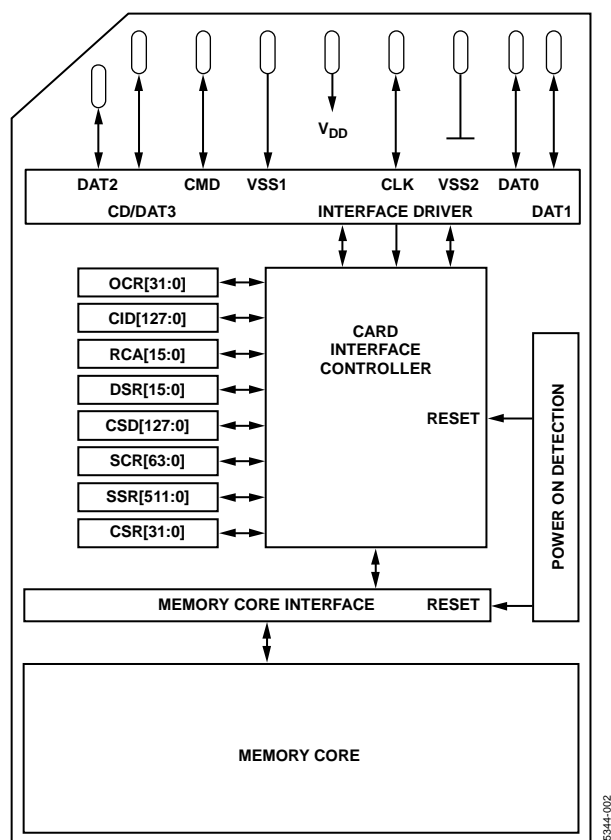 VDD
DAT2 CMD VSS1 CLK VSS2 DAT0
CD/DAT3 INTERFACE DRIVER DAT1
OCR[31:0]
CID[127:0]
RCA[15:0]
DSR[15:0]
CSD[127:0]
SCR[63:0]
SSR[511:0]
CSR[31:0]
CARD
INTERFACE
CONTROLLER
RESET
POWER ON DETECTION
MEMORY CORE INTERFACE RESET
MEMORY CORE
5344-002